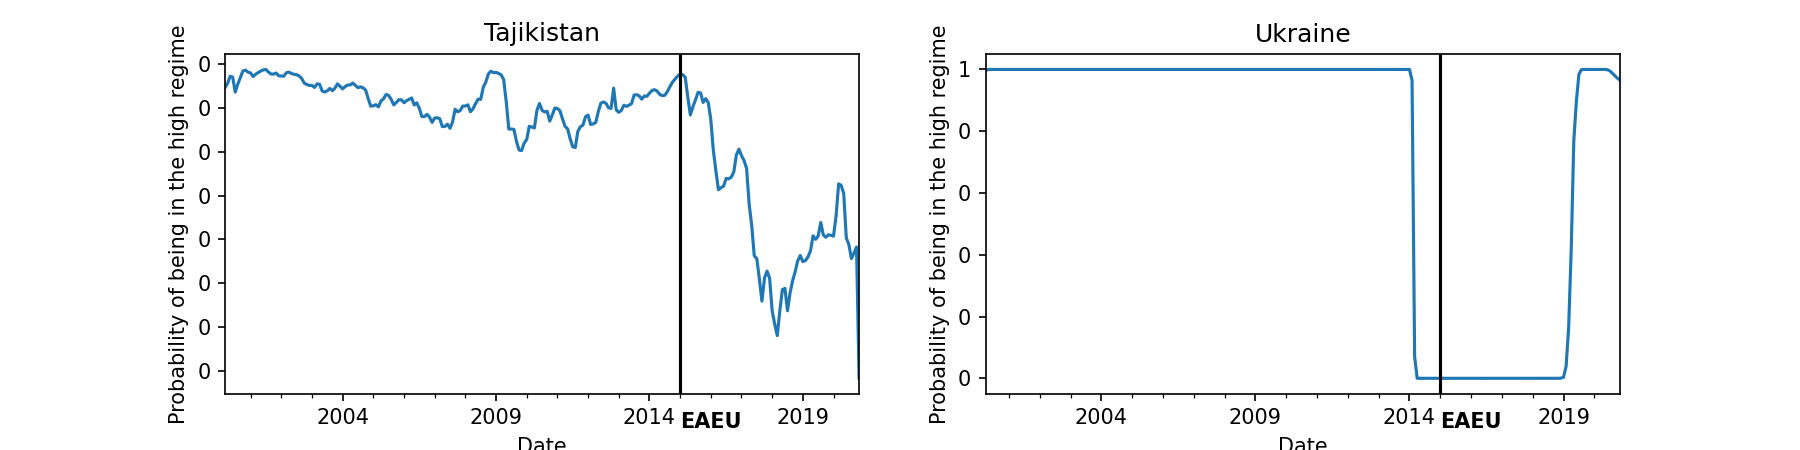 Tajikistan
Probability of being in the high regime
0
0
0
0
0
0
0
0
2004
2009
2014
EAEU
2019
Date
Ukraine
Probability of being in the high regime
1
0
0
0
0
0
2004
2009
2014
EAEU
2019
Date